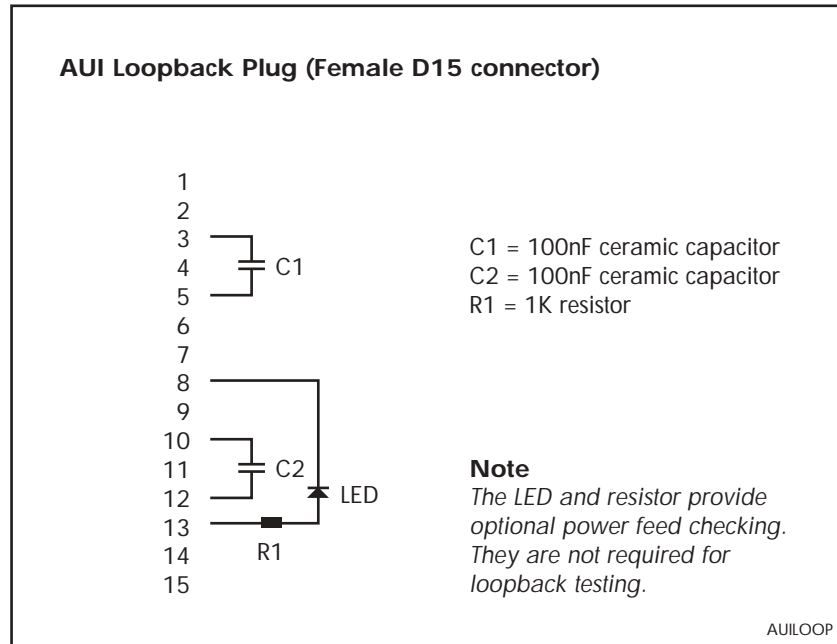 AUI Loopback Plug (Female D15 connector)
1
2
3
4
5
6
7
8
9
10
11
12
13
14
15
C1
C2
LED
R1
C1 = 100nF ceramic capacitor
C2 = 100nF ceramic capacitor
R1 = 1K resistor
Note
The LED and resistor provide
optional power feed checking.
They are not required for
loopback testing.
AUILOOP